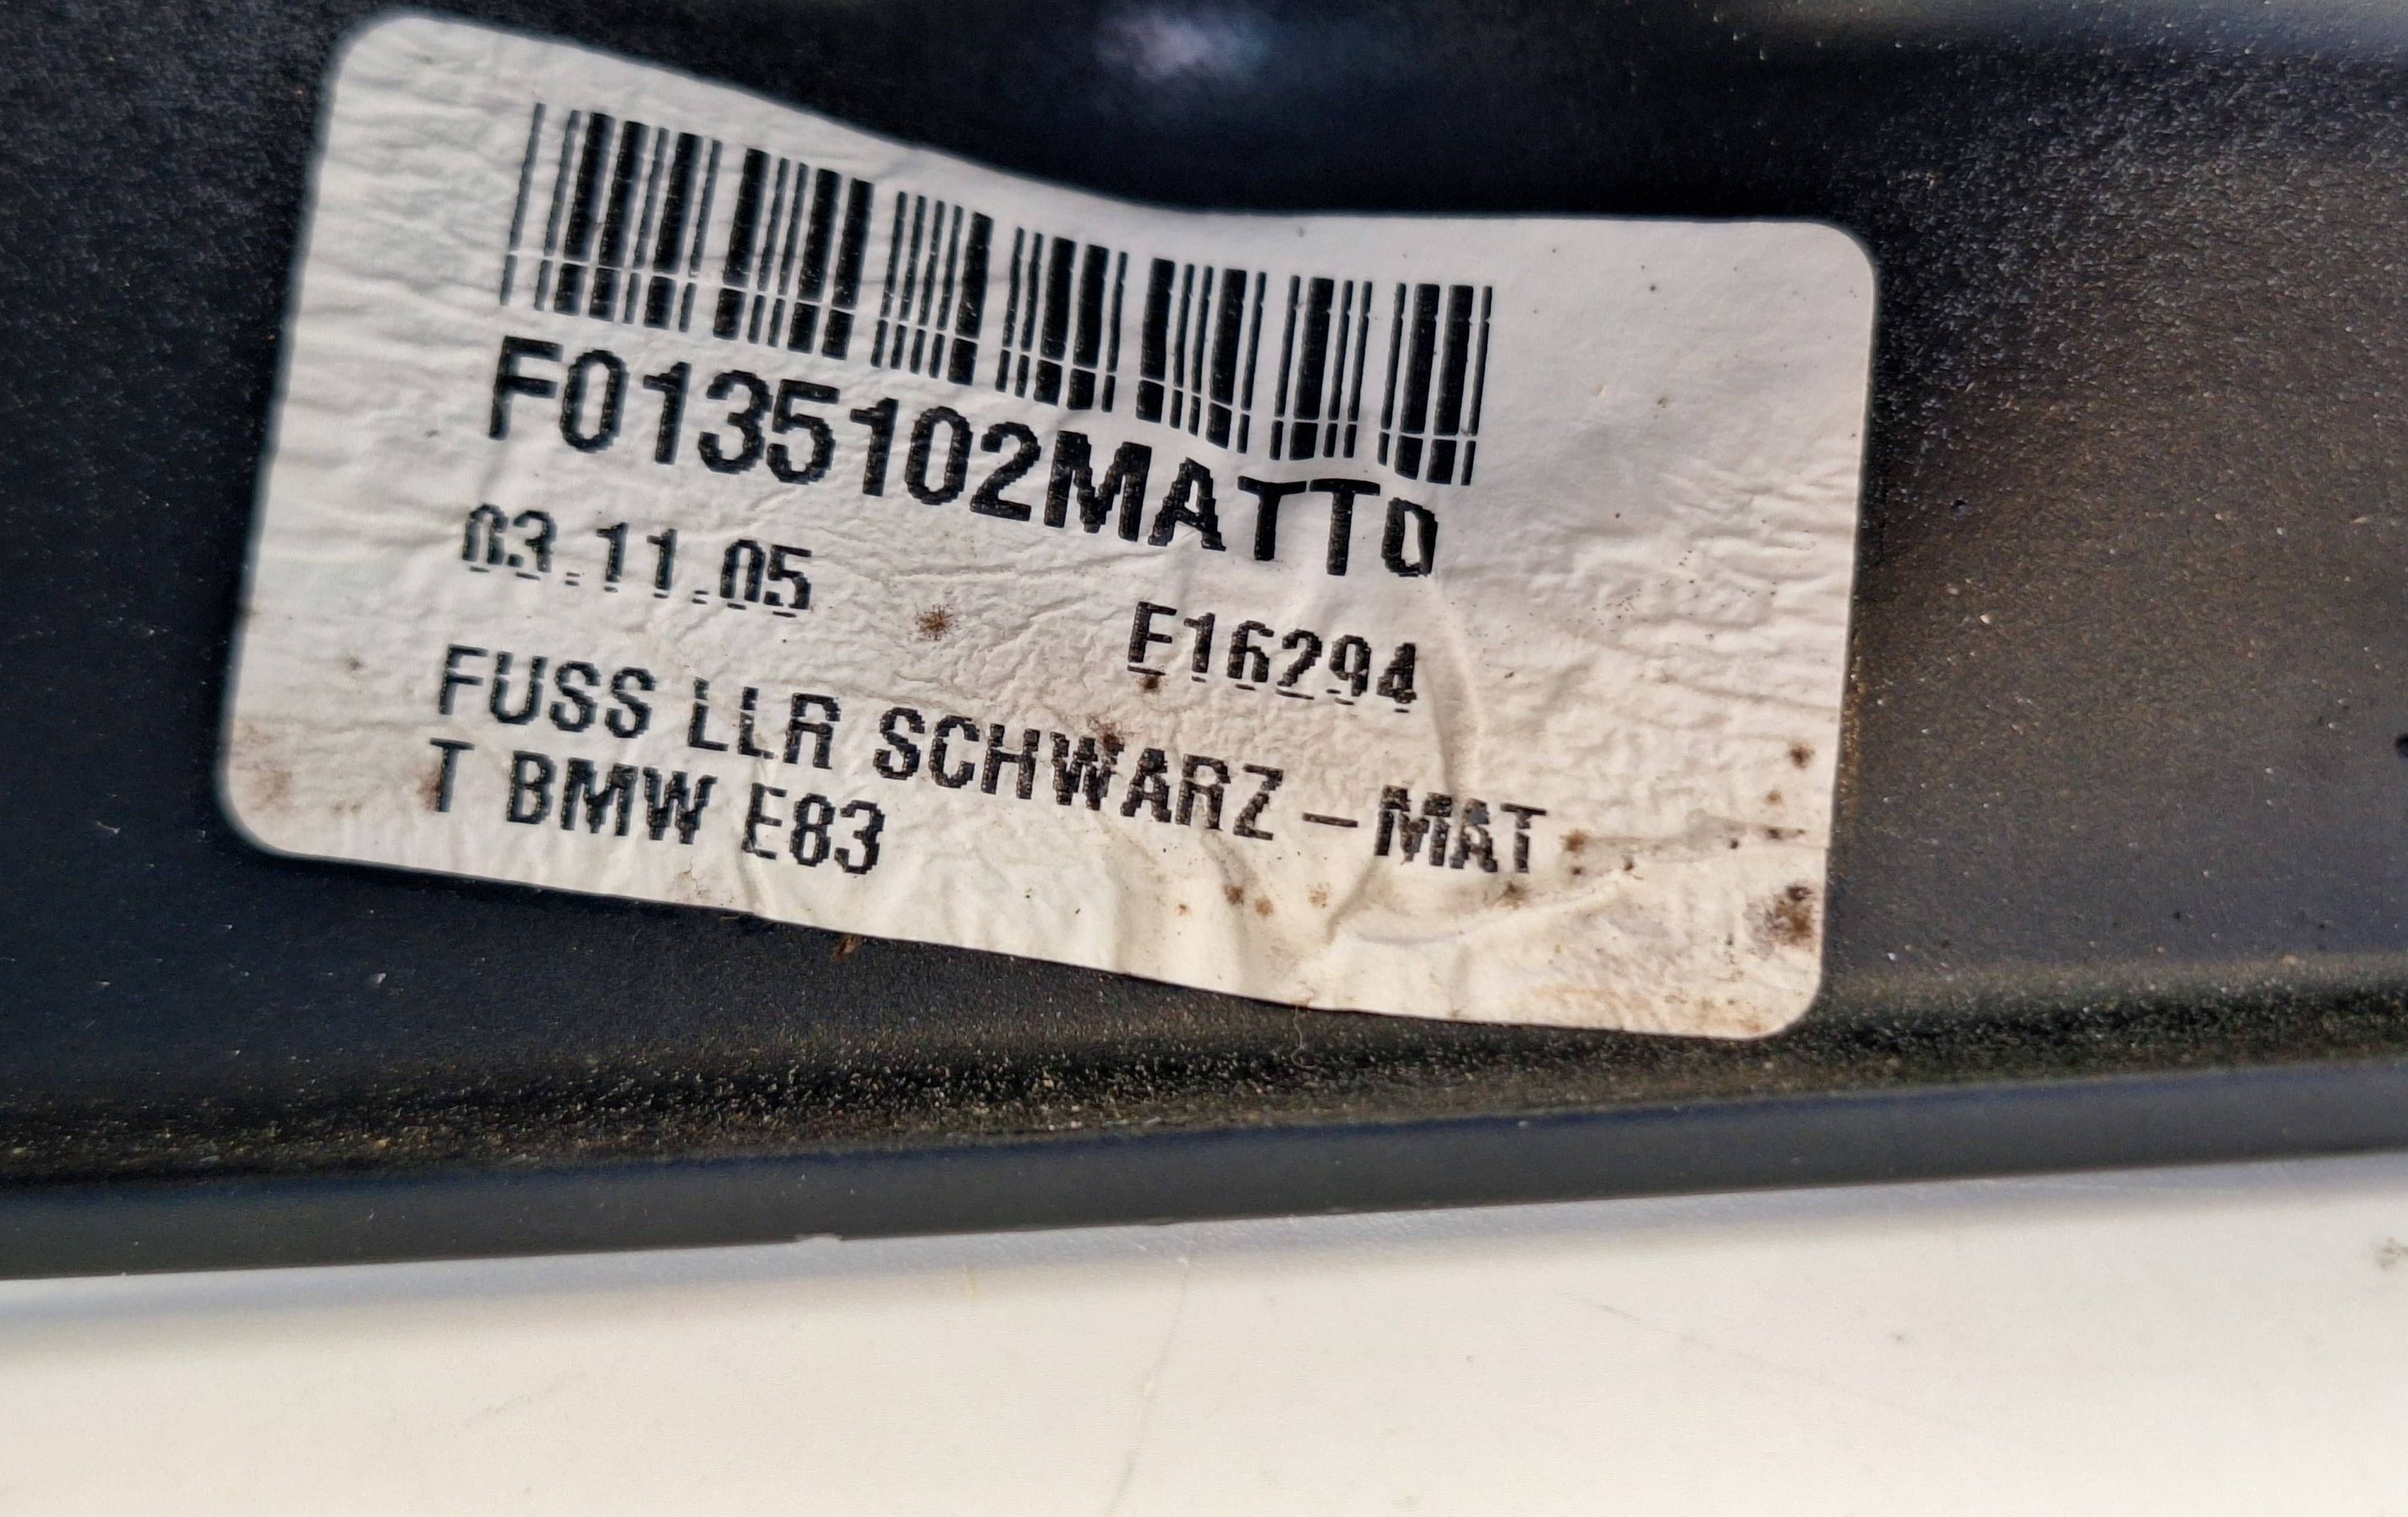 F0135102MATT0
03.11.05
E16294
FUSS LLR SCHWARZ-MAT
T BMW E83